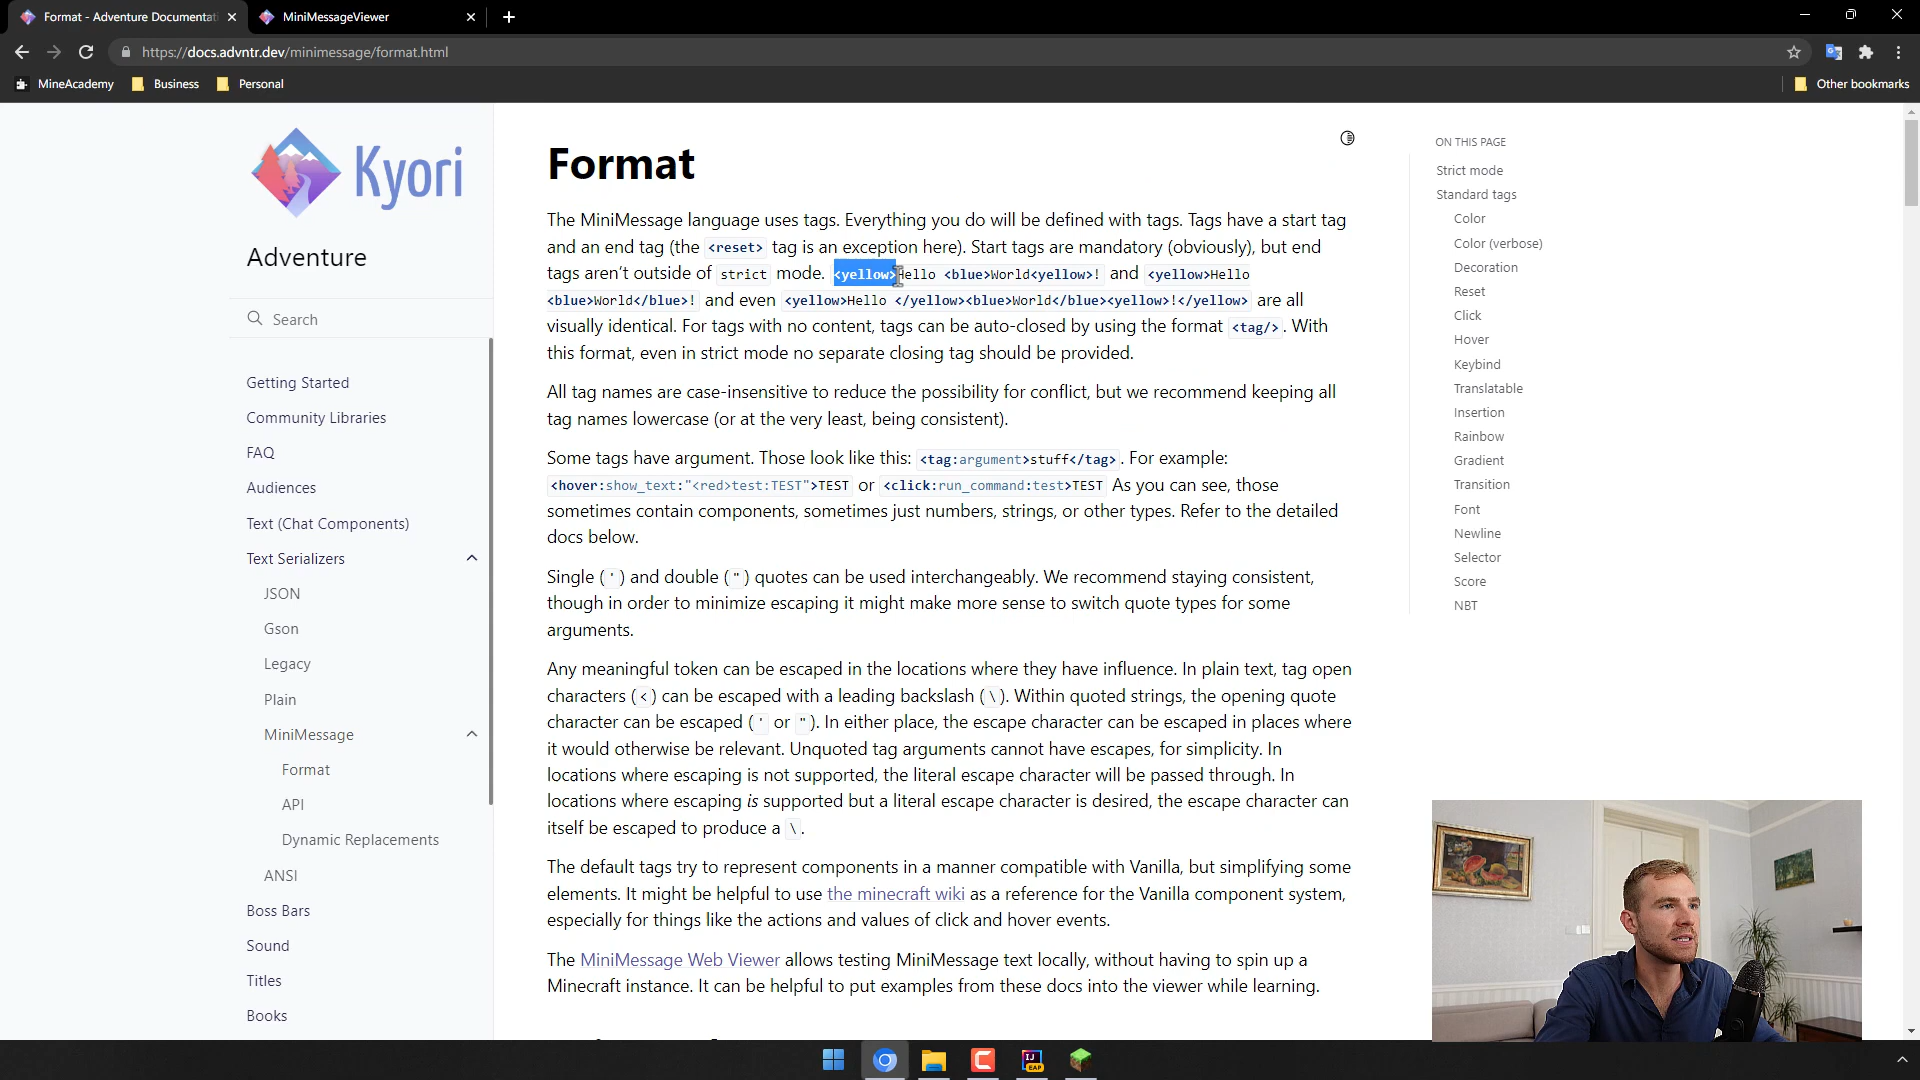 Format - Adventure Documentati
MiniMessageViewer
https://docs.advntr.dev/minimessage/format.html
MineAcademy
Business
Personal
Other bookmarks
Kyori
Adventure
Search
Getting Started
Community Libraries
FAQ
Audiences
Text (Chat Components)
Text Serializers
JSON
Gson
Legacy
Plain
MiniMessage
Format
API
Dynamic Replacements
ANSI
Boss Bars
Sound
Titles
Books
Format
The MiniMessage language uses tags. Everything you do will be defined with tags. Tags have a start tag
and an end tag (the <reset> tag is an exception here). Start tags are mandatory (obviously), but end
tags aren't outside of strict mode. <yellow>Hello <blue>World<yellow>! and <yellow>Hello
<blue>World</blue>! and even <yellow>Hello </yellow><blue>World</blue><yellow>!</yellow> are all
visually identical. For tags with no content, tags can be auto-closed by using the format <tag/>. With
this format, even in strict mode no separate closing tag should be provided.
All tag names are case-insensitive to reduce the possibility for conflict, but we recommend keeping all
tag names lowercase (or at the very least, being consistent).
Some tags have argument. Those look like this: <tag:argument>stuff</tag>. For example:
<hover:show_text:"<red>test:TEST">TEST or <click:run_command:test>TEST As you can see, those
sometimes contain components, sometimes just numbers, strings, or other types. Refer to the detailed
docs below.
Single (') and double (") quotes can be used interchangeably. We recommend staying consistent,
though in order to minimize escaping it might make more sense to switch quote types for some
arguments.
Any meaningful token can be escaped in the locations where they have influence. In plain text, tag open
characters (<) can be escaped with a leading backslash (\). Within quoted strings, the opening quote
character can be escaped (' or "). In either place, the escape character can be escaped in places where
it would otherwise be relevant. Unquoted tag arguments cannot have escapes, for simplicity. In
locations where escaping is not supported, the literal escape character will be passed through. In
locations where escaping is supported but a literal escape character is desired, the escape character can
itself be escaped to produce a \.
The default tags try to represent components in a manner compatible with Vanilla, but simplifying some
elements. It might be helpful to use the minecraft wiki as a reference for the Vanilla component system,
especially for things like the actions and values of click and hover events.
The MiniMessage Web Viewer allows testing MiniMessage text locally, without having to spin up a
Minecraft instance. It can be helpful to put examples from these docs into the viewer while learning.
ON THIS PAGE
Strict mode
Standard tags
Color
Color (verbose)
Decoration
Reset
Click
Hover
Keybind
Translatable
Insertion
Rainbow
Gradient
Transition
Font
Newline
Selector
Score
NBT
IJ
EAP